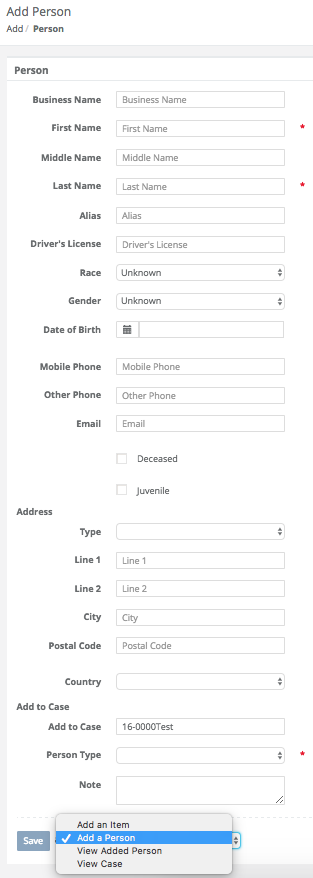 Add Person
Add / Person
Person
Business Name Business Name
First Name First Name *
Middle Name Middle Name
Last Name Last Name *
Alias Alias
Driver's License Driver's License
Race Unknown
Gender Unknown
Date of Birth
Mobile Phone Mobile Phone
Other Phone Other Phone
Email Email
Deceased
Juvenile
Address
Type
Line 1 Line 1
Line 2 Line 2
City City
Postal Code Postal Code
Country
Add to Case
Add to Case 16-0000Test
Person Type *
Note
Add an Item
Save ✓ Add a Person
View Added Person
View Case